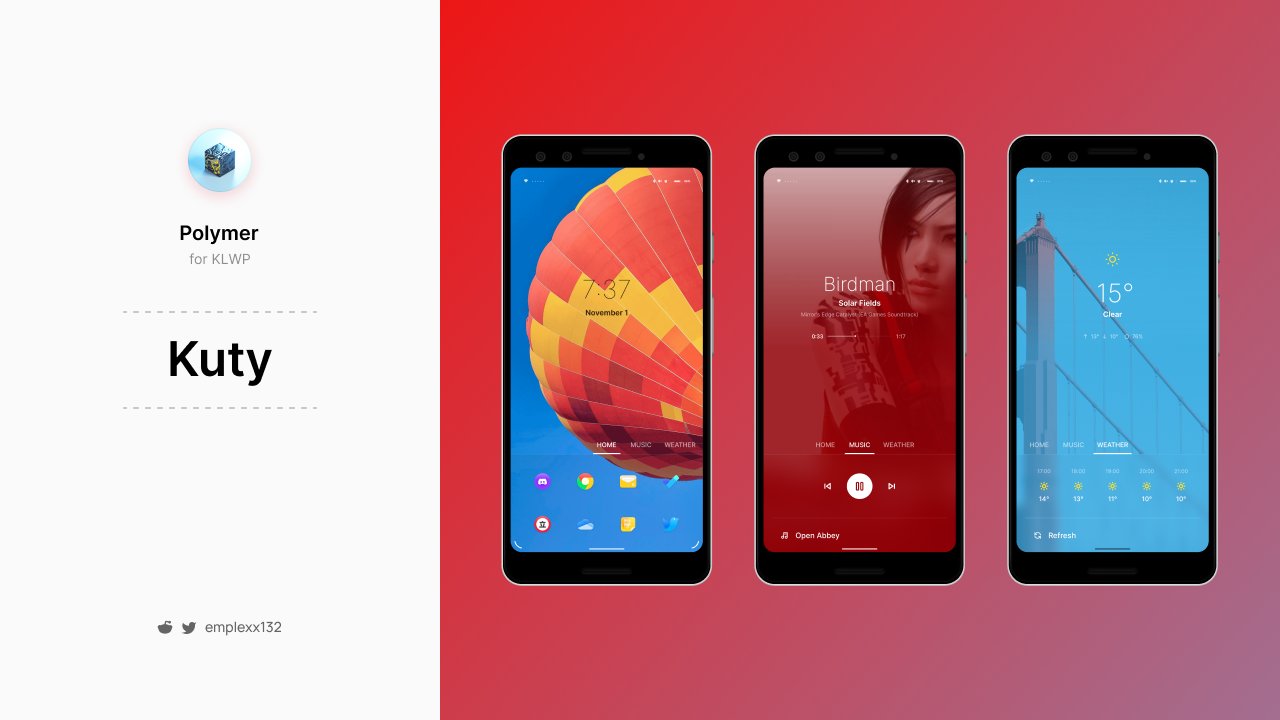 Polymer
for KLWP
Kuty
emplexx132
7:37
November 1
HOME MUSIC WEATHER
Birdman
Solar Fields
Mirror's Edge Catalyst (EA Games Soundtrack)
0:33 1:17
HOME MUSIC WEATHER
Open Abbey
15°
Clear
↑ 13° ↓ 10° 76%
HOME MUSIC WEATHER
17:00 18:00 19:00 20:00 21:00
14° 13° 11° 10° 10°
Refresh